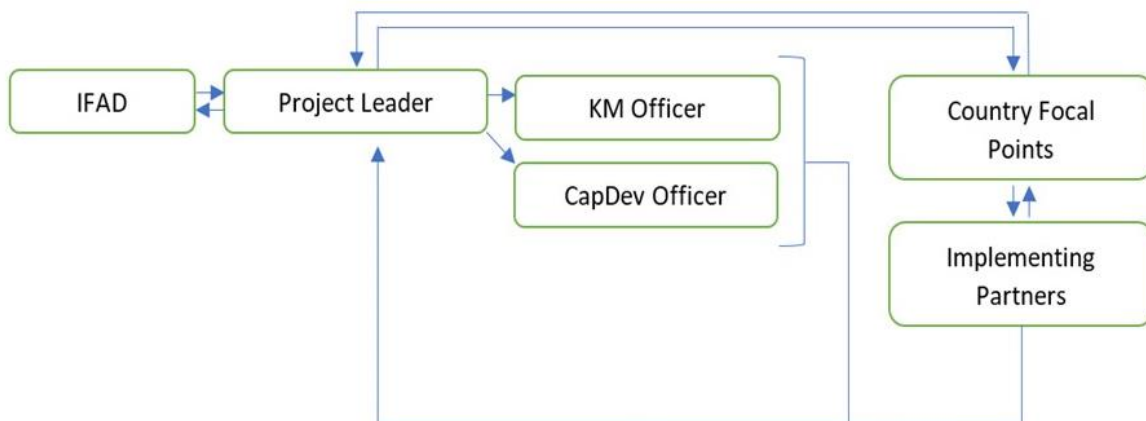 IFAD
Project Leader
KM Officer
CapDev Officer
Country Focal
Points
Implementing
Partners